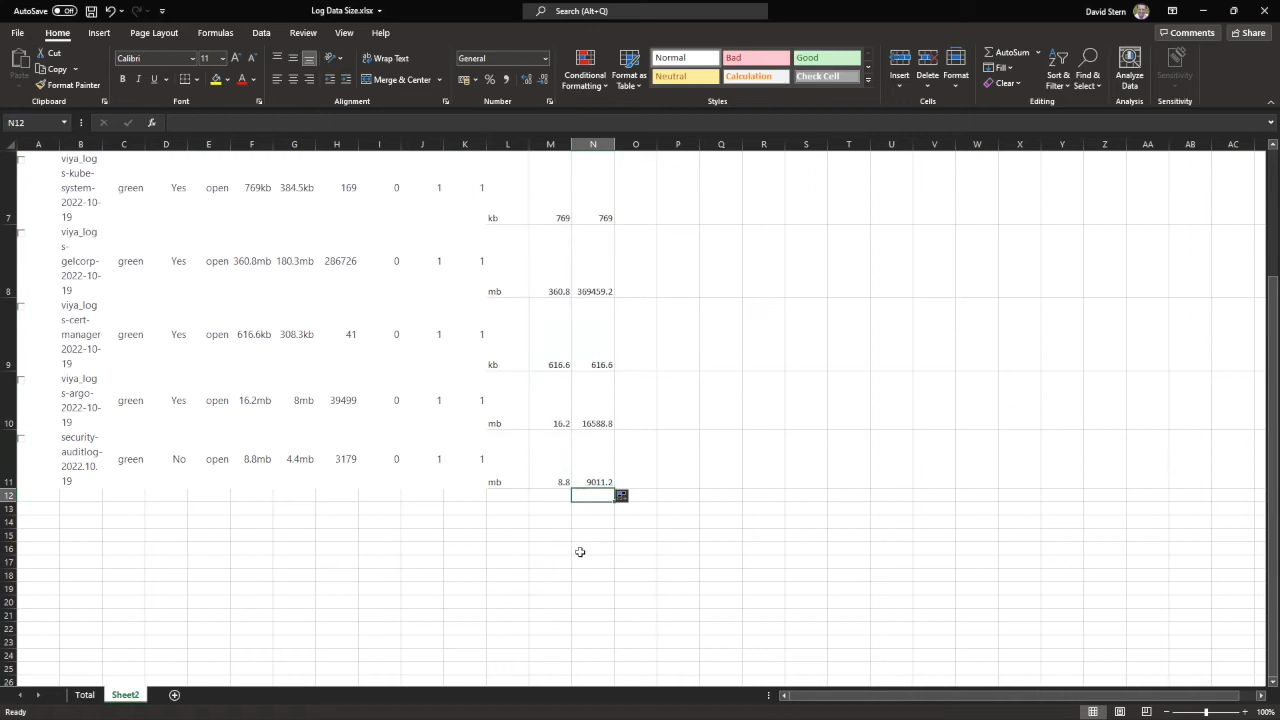 AutoSave Off Log Data Size.xlsx Search (Alt+Q) David Stern
File Home Insert Page Layout Formulas Data Review View Help Comments Share
Paste Cut Copy Format Painter
Calibri 11 A A B I U
Wrap Text Merge & Center
General % ,
Conditional Formatting Format as Table
Normal Bad Good
Neutral Calculation Check Cell
Insert Delete Format
AutoSum Fill Clear
Sort & Filter Find & Select Analyze Data Sensitivity
Clipboard Font Alignment Number Styles Cells Editing Analysis Sensitivity
N12 fx
A B C D E F G H I J K L M N O P Q R S T U V W X Y Z AA AB AC
viya_log
s-kube-
system-
2022-10-
19
green Yes open 769kb 384.5kb 169 0 1 1
7 kb 769 769
viya_log
s-
gelcorp-
2022-10-
19
green Yes open 360.8mb 180.3mb 286726 0 1 1
8 mb 360.8 369459.2
viya_log
s-cert-
manager-
2022-10-
19
green Yes open 616.6kb 308.3kb 41 0 1 1
9 kb 616.6 616.6
viya_log
s-argo-
2022-10-
19
green Yes open 16.2mb 8mb 39499 0 1 1
10 mb 16.2 16588.8
security-
auditlog-
2022.10.
19
green No open 8.8mb 4.4mb 3179 0 1 1
11 mb 8.8 9011.2
12
13
14
15
16
17
18
19
20
21
22
23
24
25
26
Total Sheet2
Ready 100%